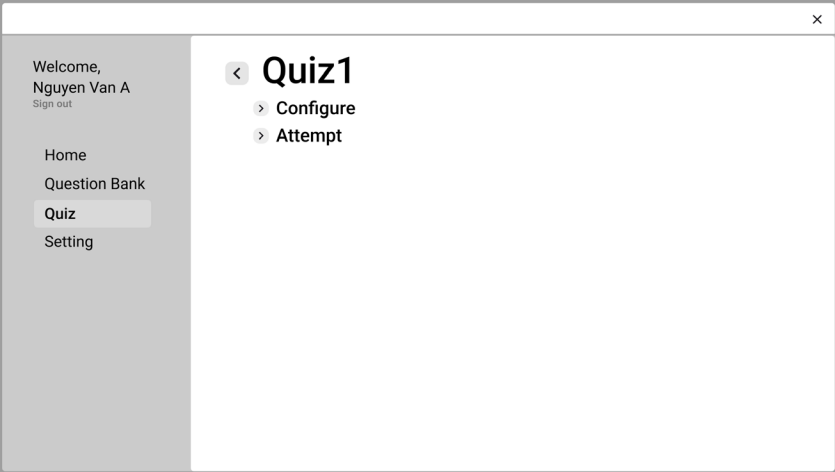 Welcome,
Nguyen Van A
Sign out
Home
Question Bank
Quiz
Setting
Quiz1
Configure
Attempt